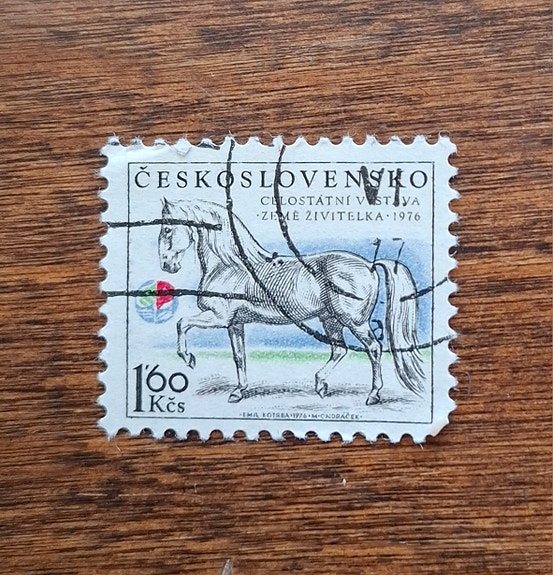 ČESKOSLOVENSKO
CELOSTÁTNÍ VÝSTAVA
·ZEMĚ ŽIVITELKA·1976
1'60
Kčs
·EMIL KOTRBA·1976·M·ONDRÁČEK·